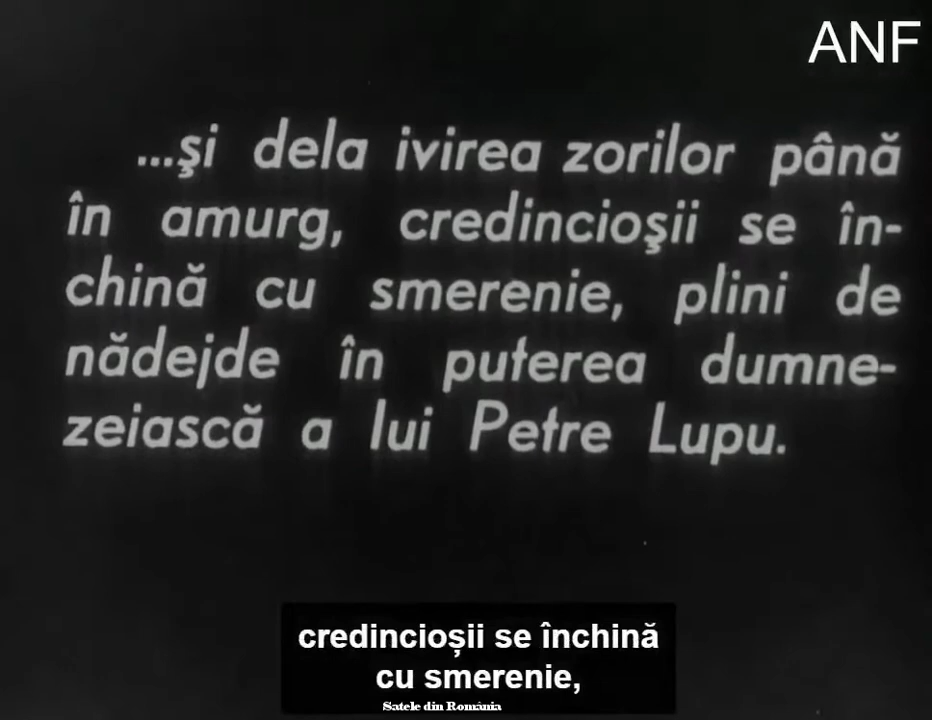 ANF
...şi dela ivirea zorilor până
în amurg, credincioşii se în-
chină cu smerenie, plini de
nădejde în puterea dumne-
zeiască a lui Petre Lupu.
credincioșii se închină
cu smerenie,
Satele din România